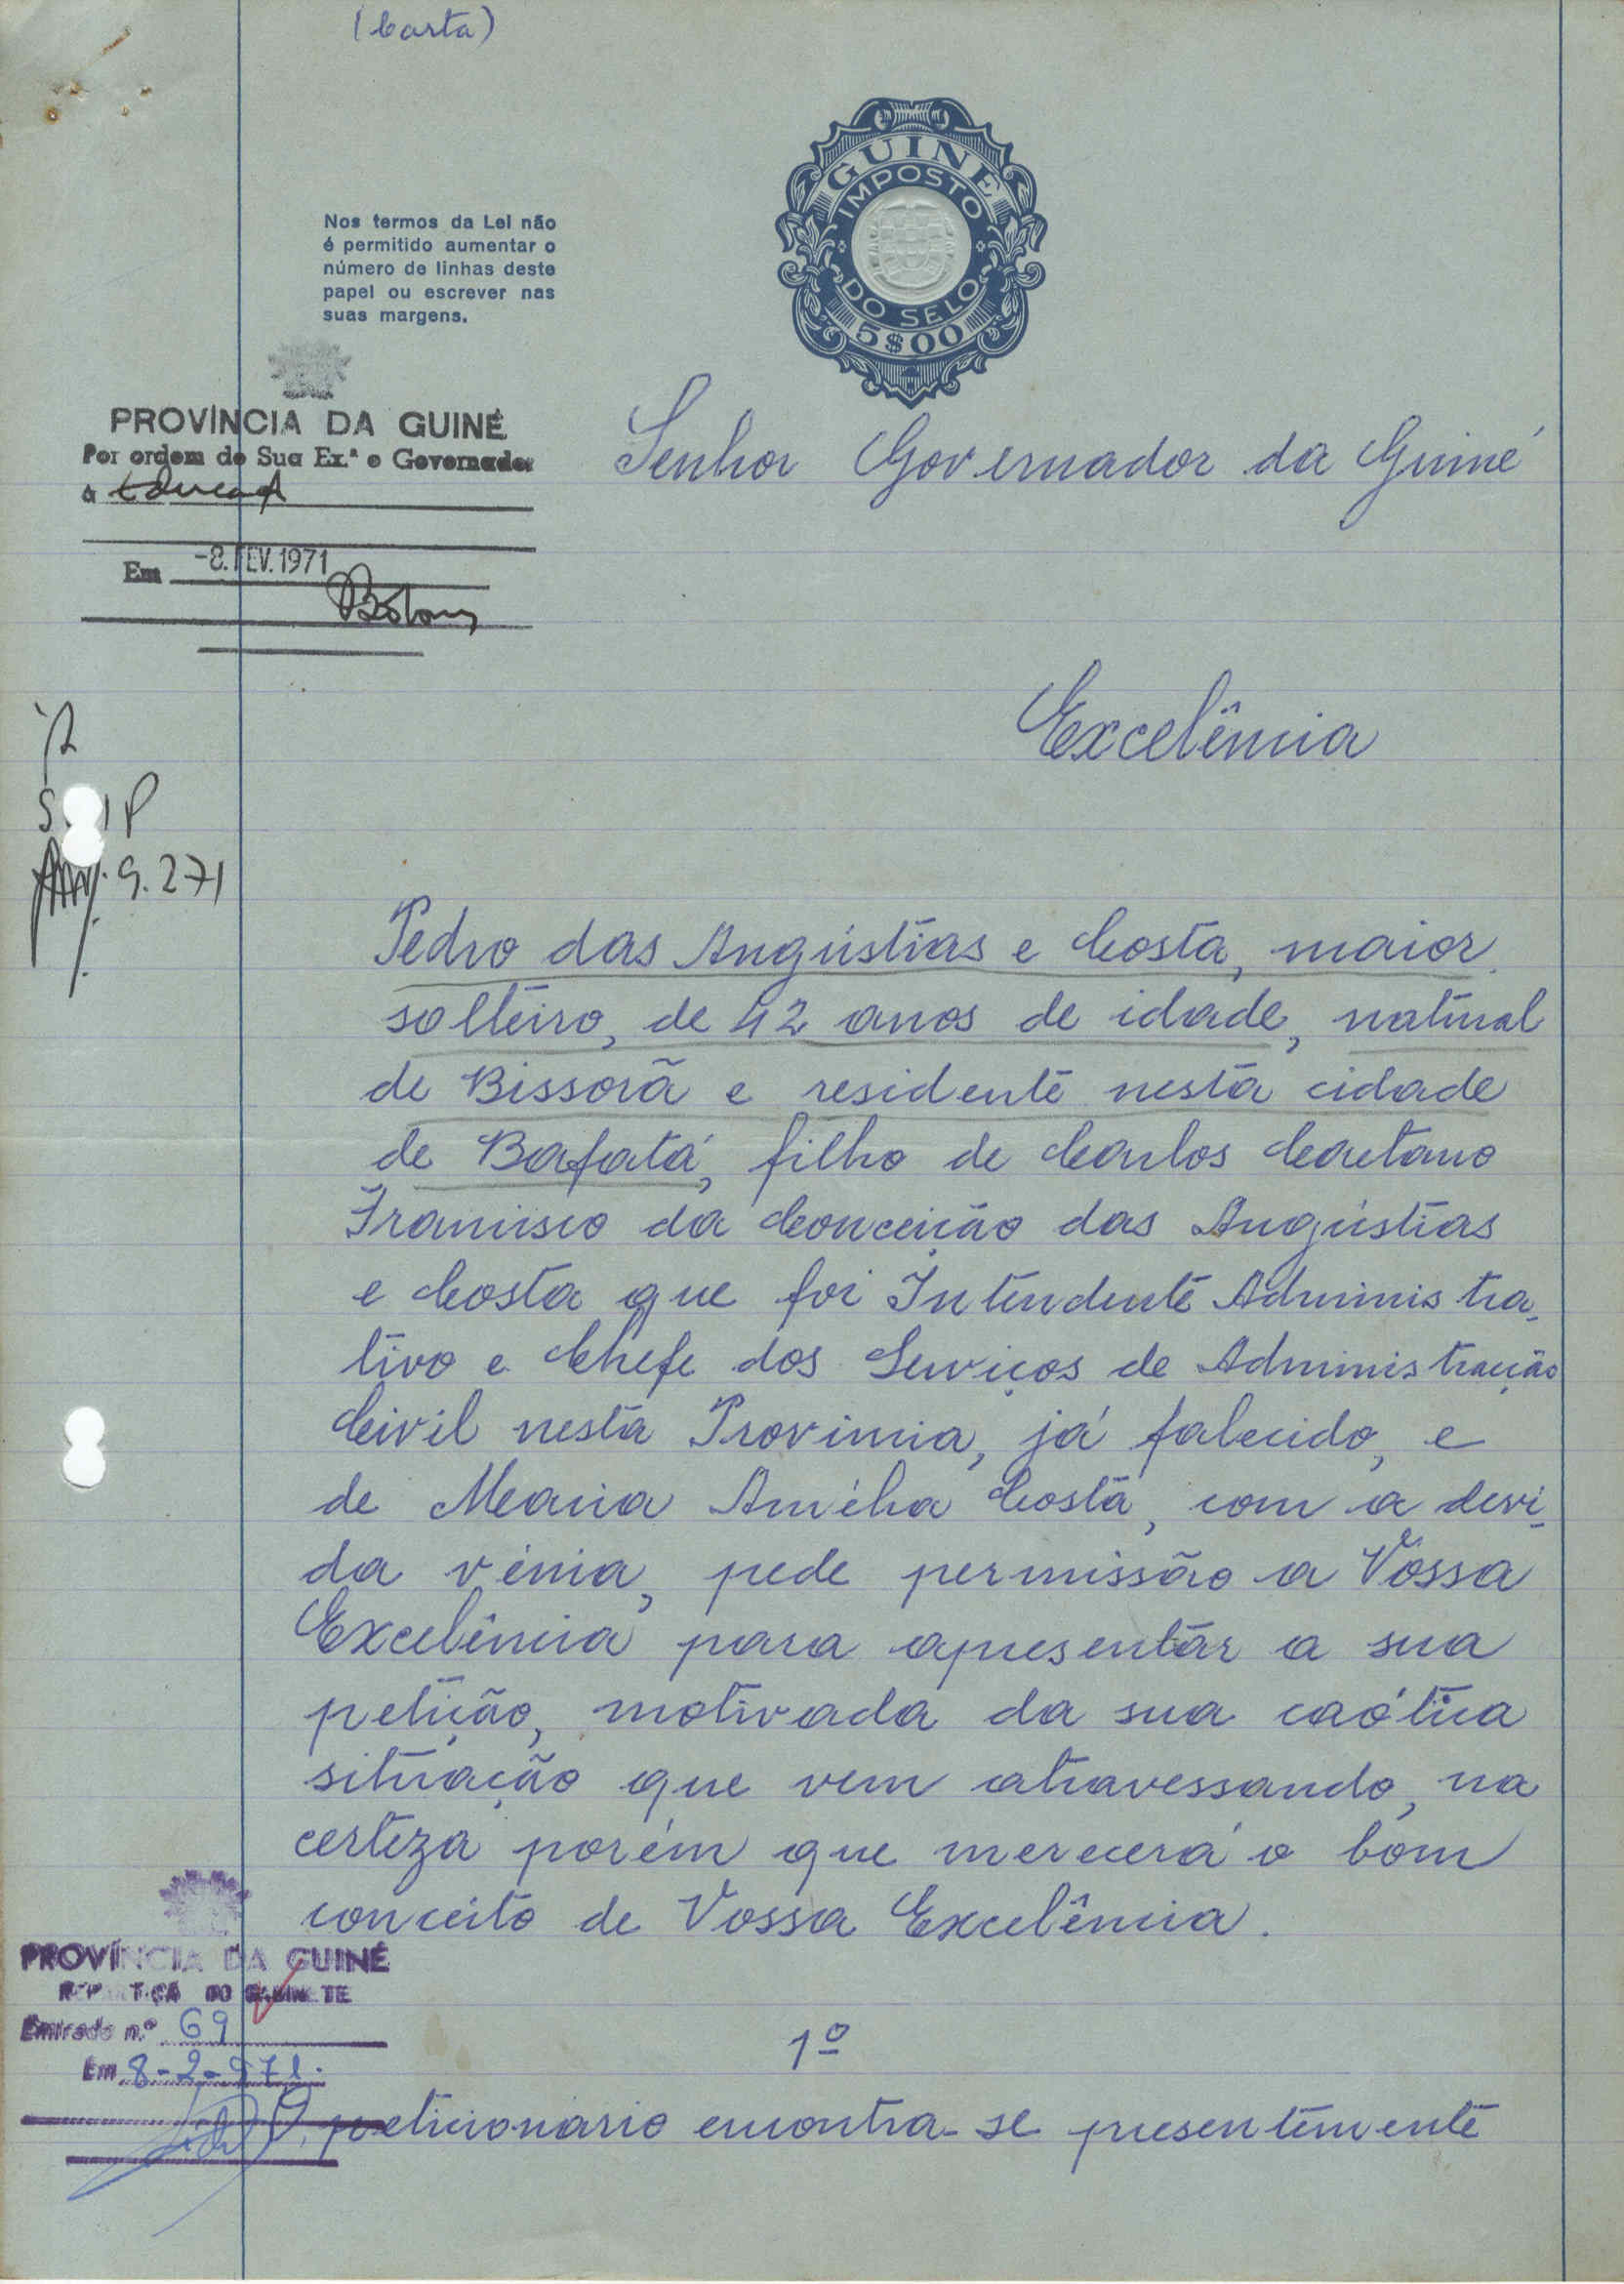 (Carta)
GUINÉ
IMPOSTO
DO SELO
5$00
Nos termos da Lei não
é permitido aumentar o
número de linhas deste
papel ou escrever nas
suas margens.
PROVÍNCIA DA GUINÉ
Por ordem de Sua Ex.ª o Governador
à
Em -8. FEV. 1971
Senhor Governador da Guiné
Excelência
9.271
Pedro das Angústias e Costa, maior
solteiro, de 42 anos de idade, natural
de Bissorã e residente nesta cidade
de Bafatá, filho de Carlos Caetano
Francisco da Conceição das Angústias
e Costa que foi Intendente Administra-
tivo e Chefe dos Serviços de Administração
Civil nesta Província, já falecido, e
de Maria Amélia Costa, com a devi-
da vénia, pede permissão a Vossa
Excelência para apresentar a sua
petição, motivada da sua caótica
situação que vem atravessando, na
certeza porém que merecerá o bom
conceito de Vossa Excelência.
PROVÍNCIA DA GUINÉ
REPARTIÇÃO DO GABINETE
Entrada n.º 69
Em 8-2-971.
1º
O peticionario encontra-se presentemente